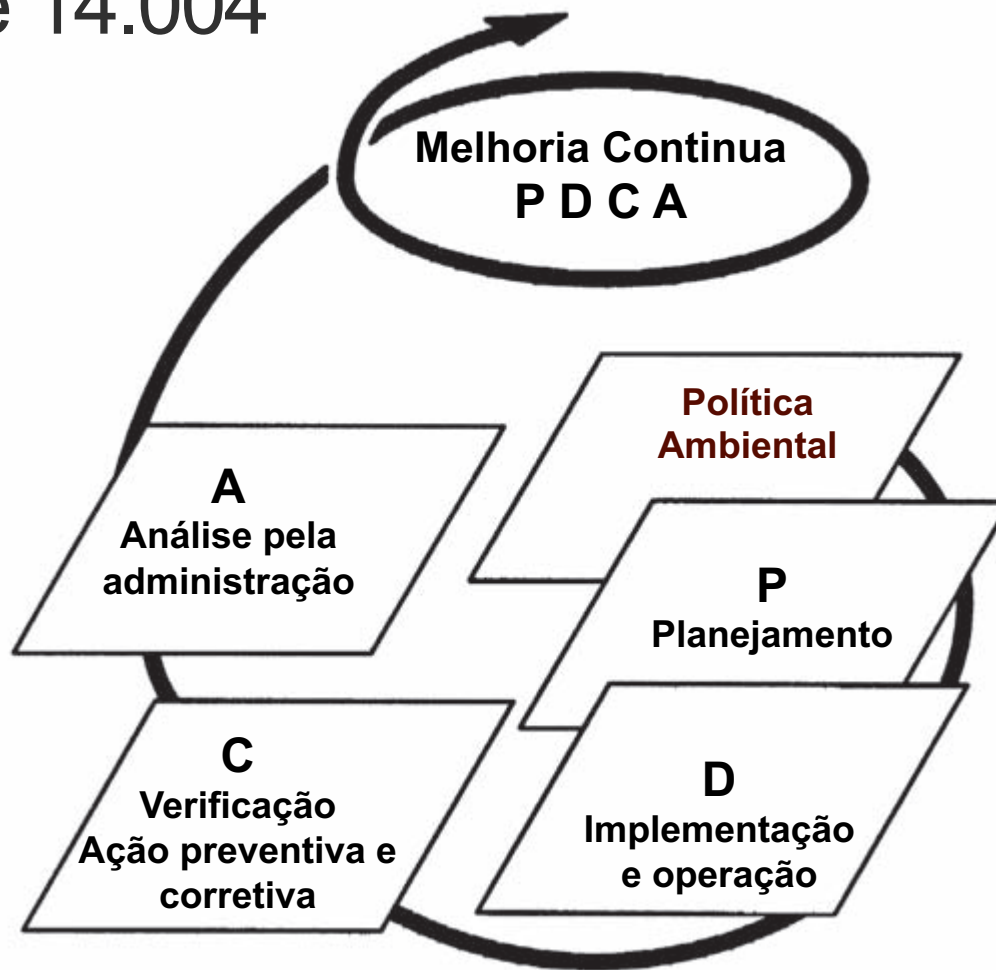 e 14.004
Melhoria Continua
P D C A
Política
Ambiental
A
Análise pela
administração
P
Planejamento
C
Verificação
Ação preventiva e
corretiva
D
Implementação
e operação